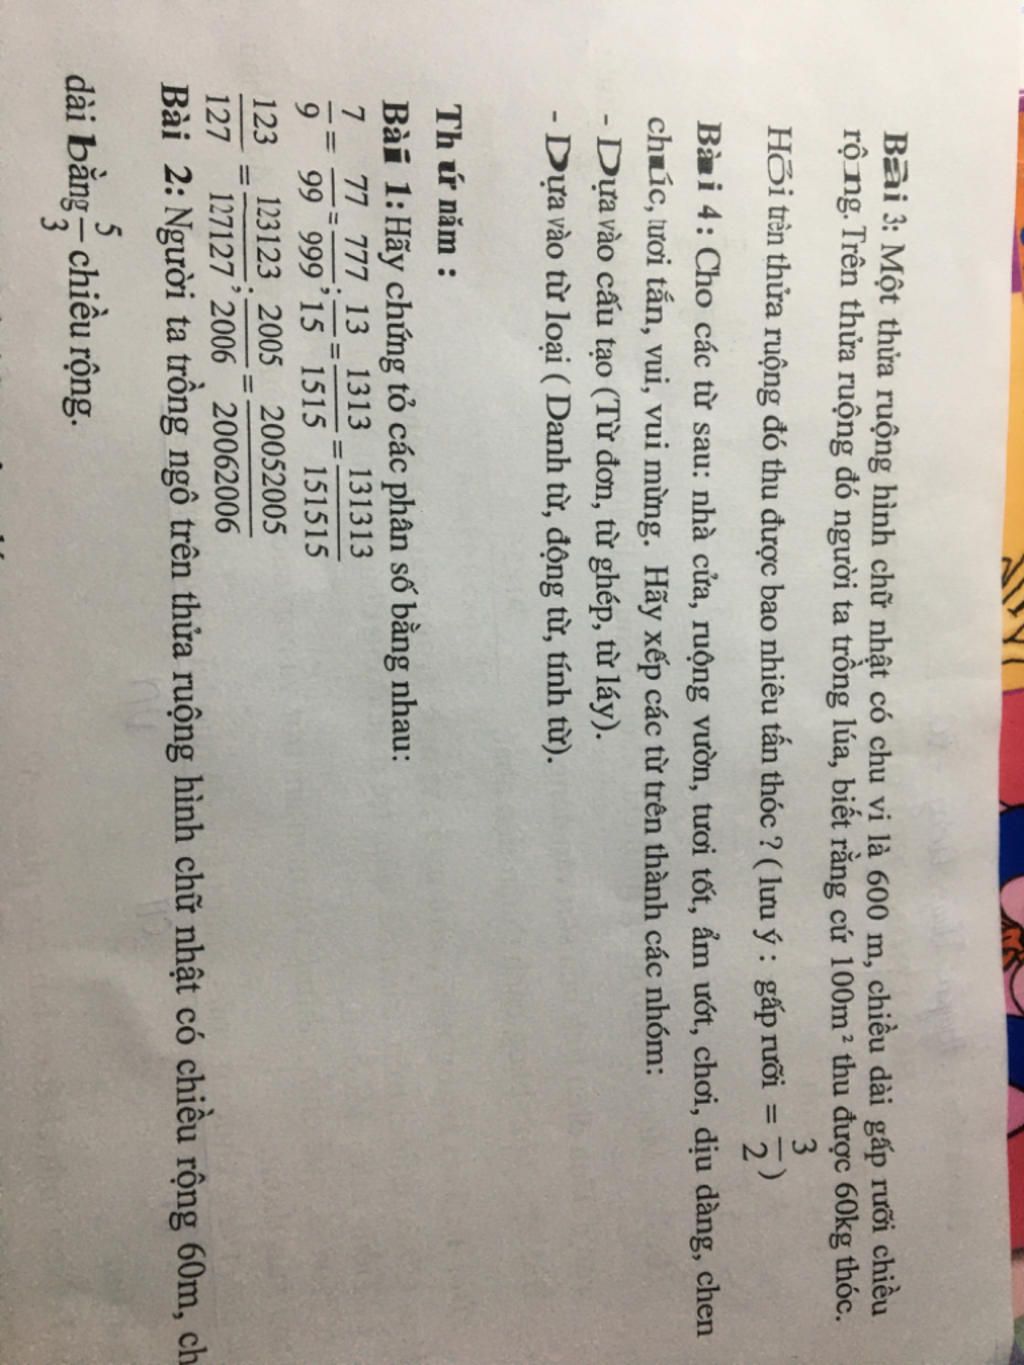 Bài 3: Một thửa ruộng hình chữ nhật có chu vi là 600 m, chiều dài gấp rưỡi chiều
rộng. Trên thửa ruộng đó người ta trồng lúa, biết rằng cứ 100m² thu được 60kg thóc.
Hỏi trên thửa ruộng đó thu được bao nhiêu tấn thóc ? ( lưu ý : gấp rưỡi = 3/2 )
Bài 4 : Cho các từ sau: nhà cửa, ruộng vườn, tươi tốt, ẩm ướt, chơi, dịu dàng, chen
chúc, tươi tắn, vui, vui mừng. Hãy xếp các từ trên thành các nhóm:
- Dựa vào cấu tạo (Từ đơn, từ ghép, từ láy).
- Dựa vào từ loại ( Danh từ, động từ, tính từ).
Thứ năm :
Bài 1: Hãy chứng tỏ các phân số bằng nhau:
7/9 = 77/99 = 777/999 ; 13/15 = 1313/1515 = 131313/151515
123/127 = 123123/127127 ; 2005/2006 = 20052005/20062006
Bài 2: Người ta trồng ngô trên thửa ruộng hình chữ nhật có chiều rộng 60m, ch
dài bằng 5/3 chiều rộng.